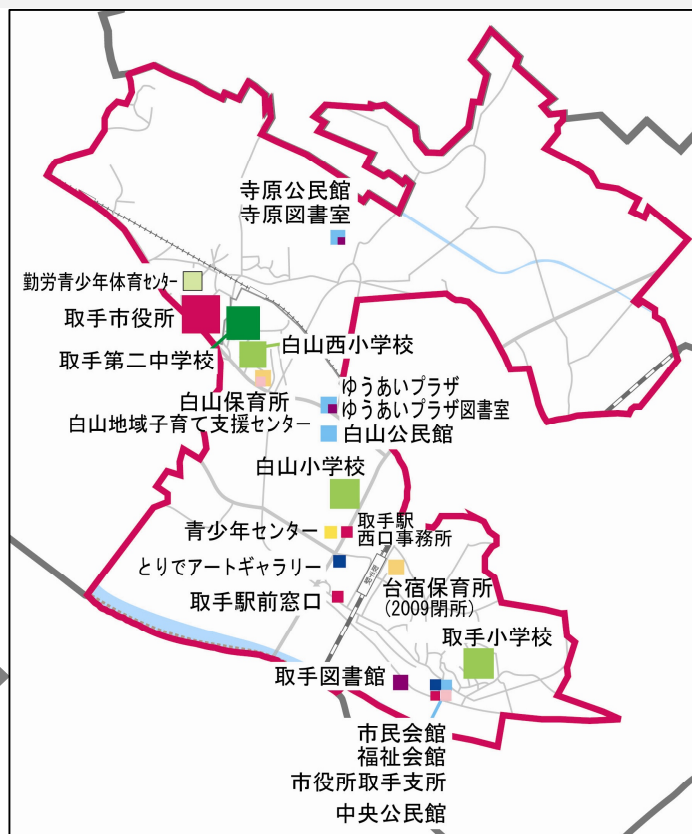 寺原公民館
寺原図書室
勤労青少年体育センター
取手市役所
取手第二中学校
白山西小学校
白山保育所
白山地域子育て支援センター
ゆうあいプラザ
ゆうあいプラザ図書室
白山公民館
白山小学校
青少年センター
取手駅
西口事務所
とりでアートギャラリー
取手駅
台宿保育所
(2009閉所)
取手駅前窓口
取手小学校
取手図書館
市民会館
福祉会館
市役所取手支所
中央公民館